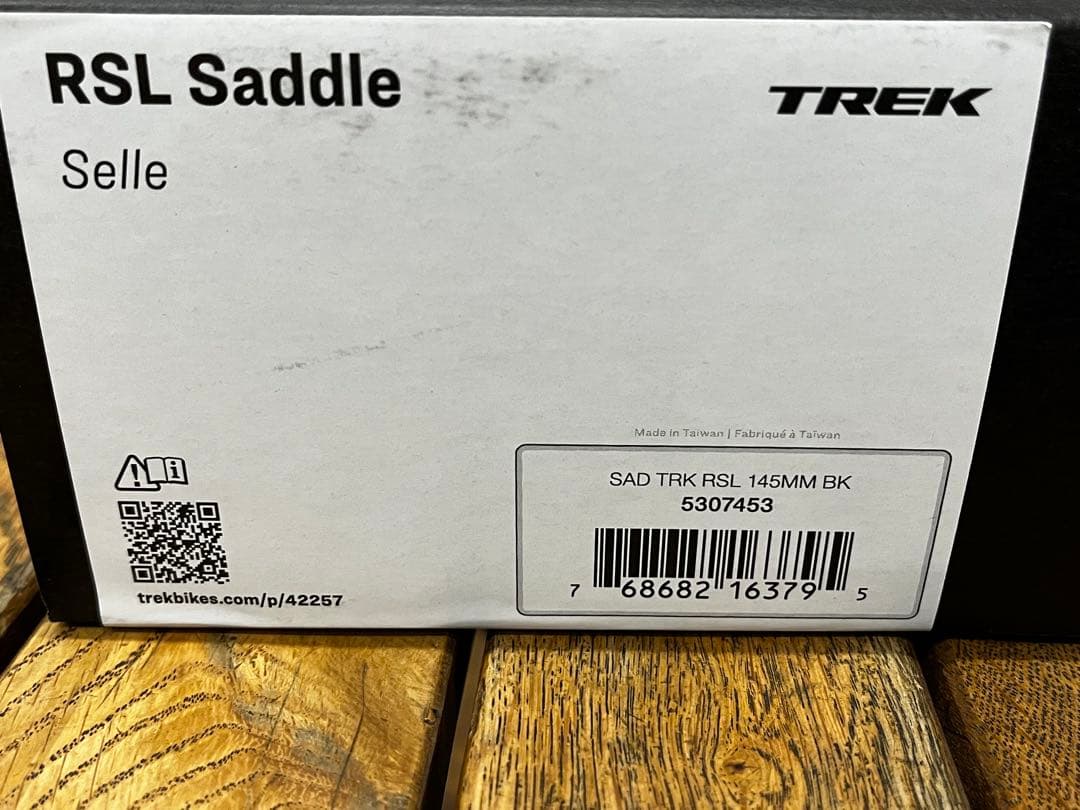 RSL Saddle
TREK
Selle
Made in Taiwan | Fabriqué à Taïwan
SAD TRK RSL 145MM BK
5307453
7 68682 16379 5
trekbikes.com/p/42257